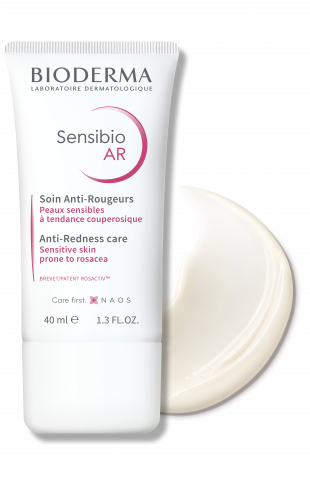 BIODERMA
LABORATOIRE DERMATOLOGIQUE
Sensibio
AR
Soin Anti-Rougeurs
Peaux sensibles
à tendance couperosique
Anti-Redness care
Sensitive skin
prone to rosacea
BREVET/PATENT ROSACTIV™
Care first. NAOS
40 ml ℮ 1.3 FL.OZ.